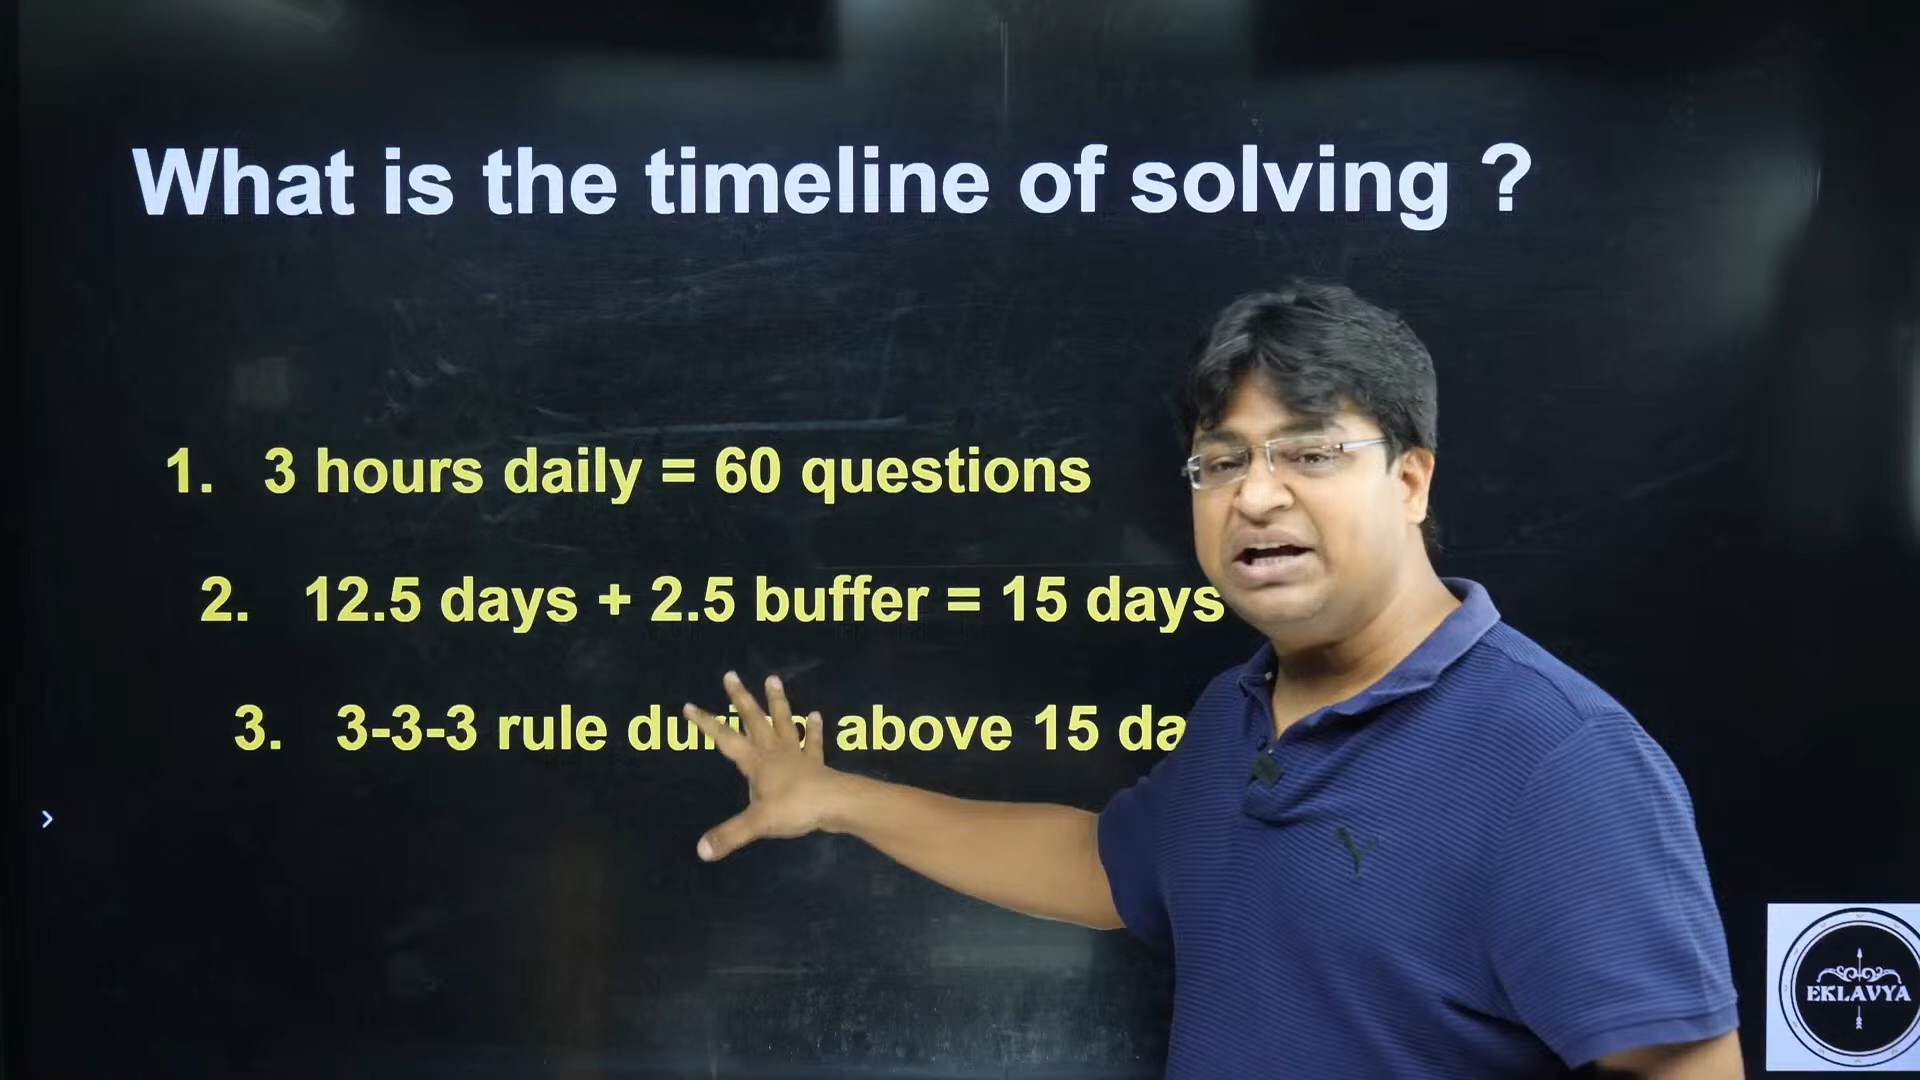 What is the timeline of solving ?
1. 3 hours daily = 60 questions
2. 12.5 days + 2.5 buffer = 15 days
3. 3-3-3 rule during above 15
EKLAVYA